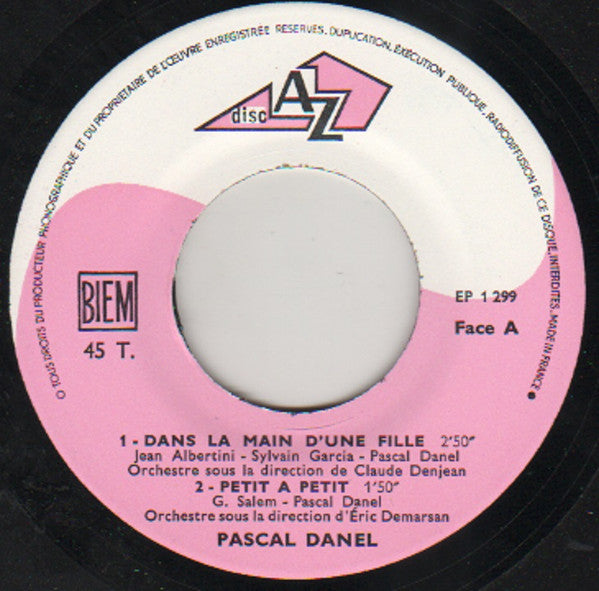 O TOUS DROITS DU PRODUCTEUR PHONOGRAPHIQUE ET DU PROPRIETAIRE DE L'ŒUVRE ENREGISTREE RESERVES. DUPLICATION, EXÉCUTION PUBLIQUE, RADIODIFFUSION DE CE DISQUE, INTERDITES. MADE IN FRANCE ●
disc AZ
BIEM
45 T.
EP 1 299
Face A
1 - DANS LA MAIN D'UNE FILLE 2'50"
Jean Albertini - Sylvain Garcia - Pascal Danel
Orchestre sous la direction de Claude Denjean
2 - PETIT A PETIT 1'50"
G. Salem - Pascal Danel
Orchestre sous la direction d'Éric Demarsan
PASCAL DANEL